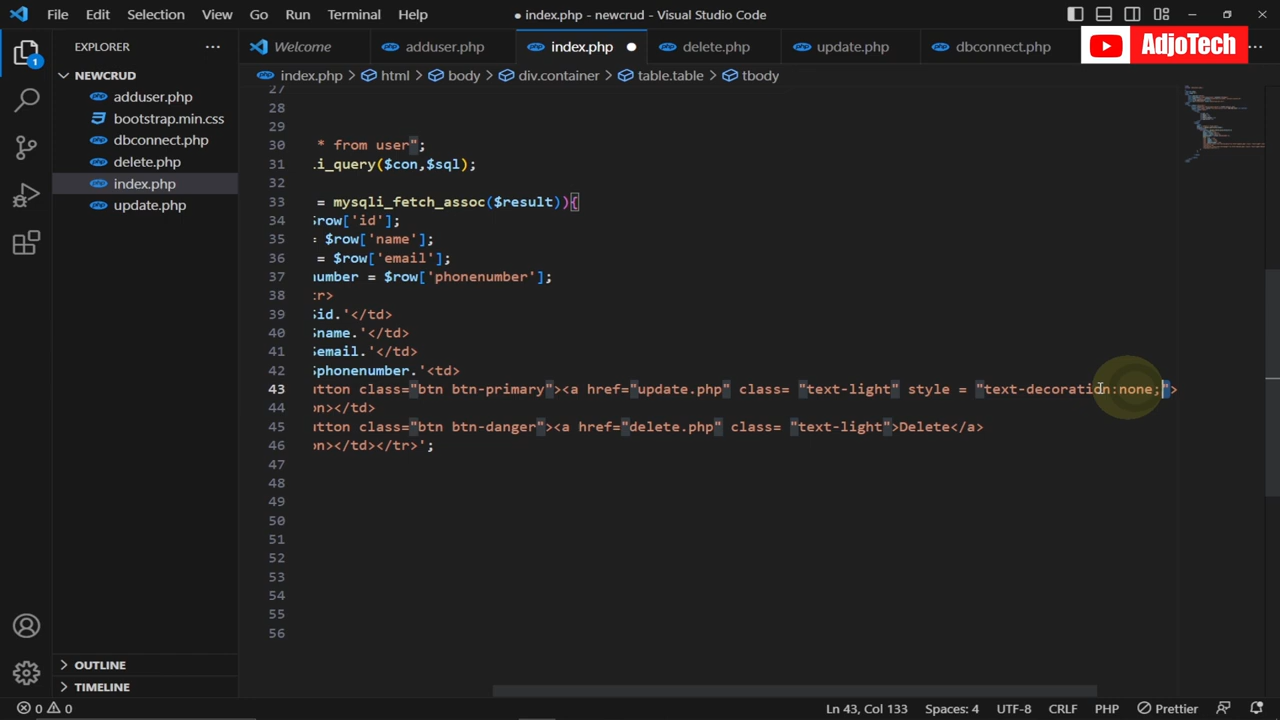 File Edit Selection View Go Run Terminal Help
● index.php - newcrud - Visual Studio Code
EXPLORER
Welcome
adduser.php
index.php
delete.php
update.php
dbconnect.php
AdjoTech
NEWCRUD
index.php > html > body > div.container > table.table > tbody
adduser.php
bootstrap.min.css
dbconnect.php
delete.php
index.php
update.php
27
28
29
30 * from user";
31 .i_query($con,$sql);
32
33 = mysqli_fetch_assoc($result)){
34 $row['id'];
35 = $row['name'];
36 = $row['email'];
37 number = $row['phonenumber'];
38 tr>
39 $id.'</td>
40 $name.'</td>
41 $email.'</td>
42 $phonenumber.'<td>
43 utton class="btn btn-primary"><a href="update.php" class= "text-light" style = "text-decoration:none;">
44 on></td>
45 utton class="btn btn-danger"><a href="delete.php" class= "text-light">Delete</a>
46 on></td></tr>';
47
48
49
50
51
52
53
54
55
56
1
OUTLINE
TIMELINE
0 0
Ln 43, Col 133 Spaces: 4 UTF-8 CRLF PHP Prettier